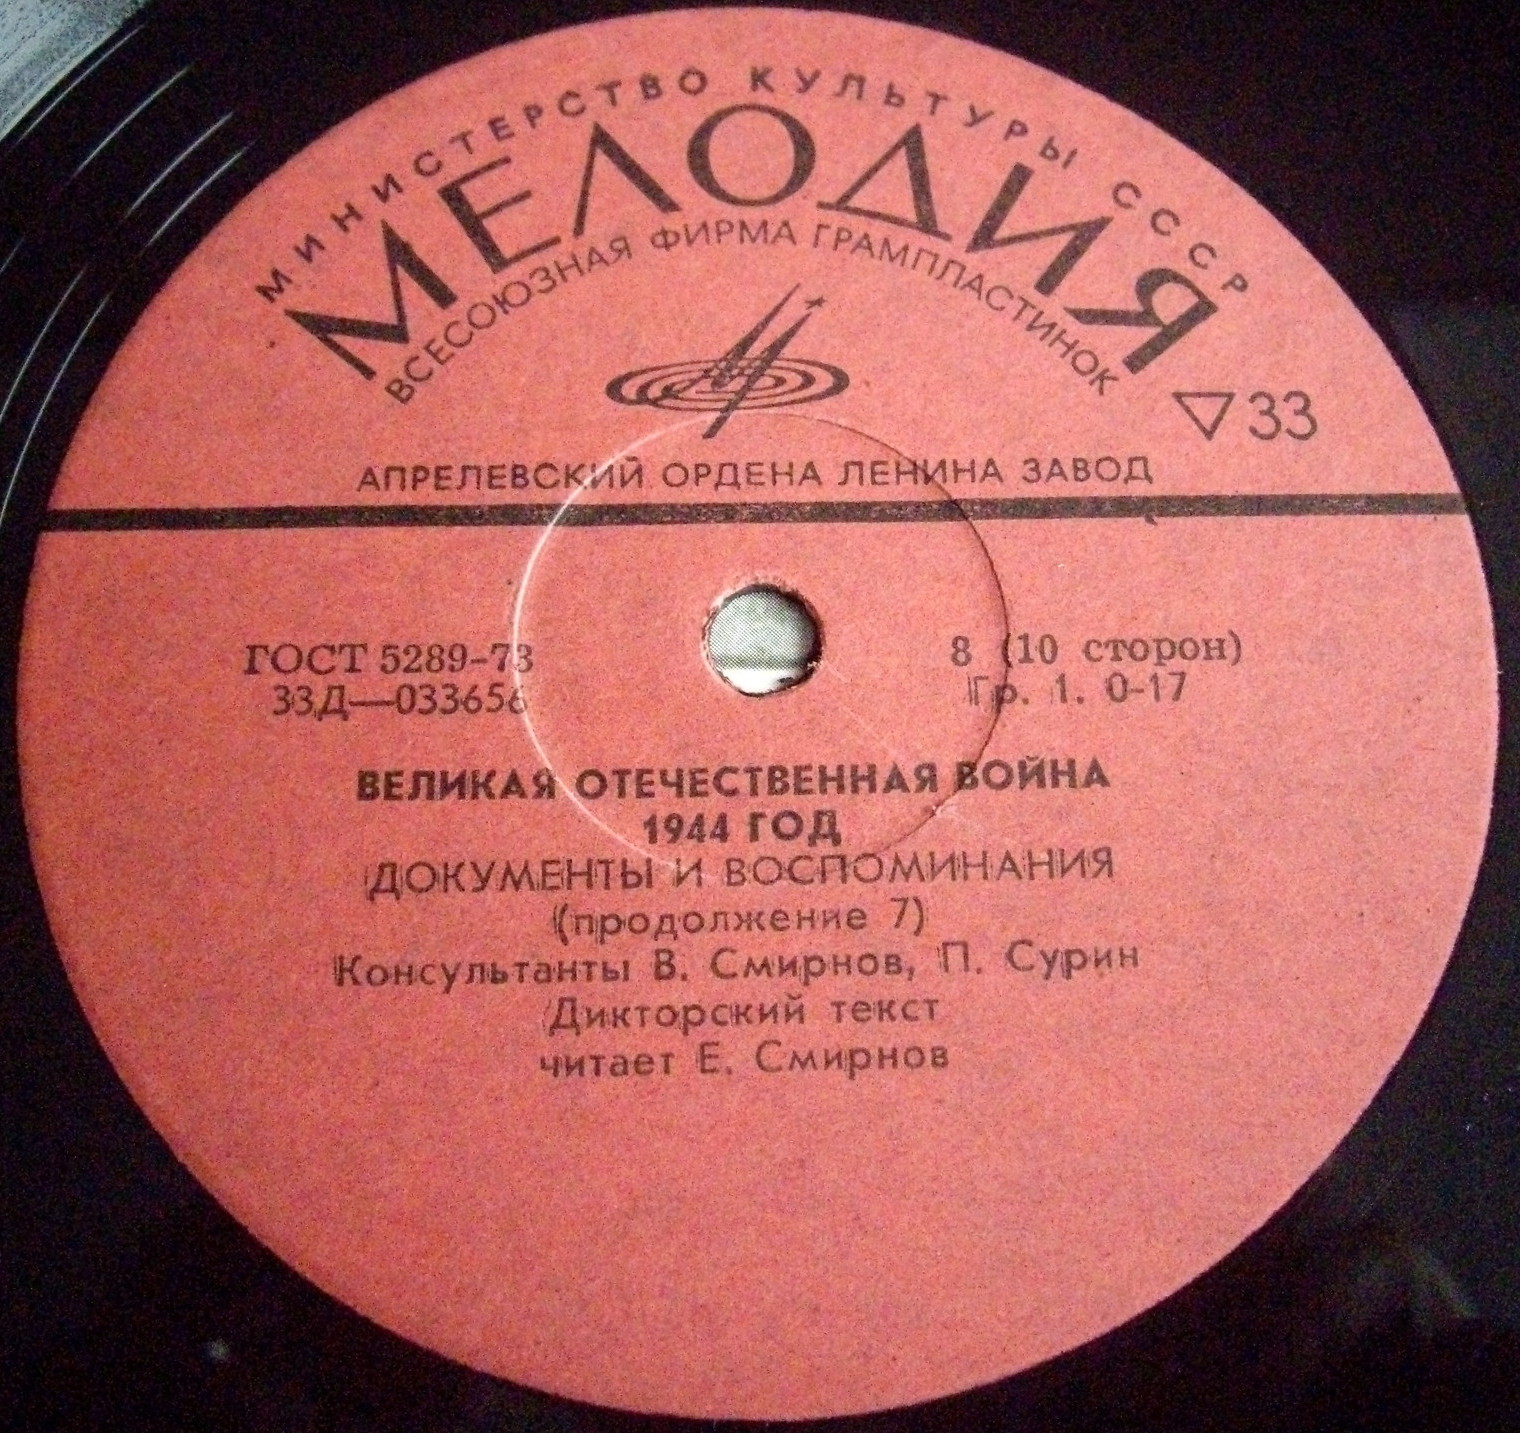 МИНИСТЕРСТВО КУЛЬТУРЫ СССР
МЕЛОДИЯ
ВСЕСОЮЗНАЯ ФИРМА ГРАМПЛАСТИНОК
33
АПРЕЛЕВСКИЙ ОРДЕНА ЛЕНИНА ЗАВОД
ГОСТ 5289-73 8 (10 сторон)
33Д—033656 Гр. 1. 0-17
ВЕЛИКАЯ ОТЕЧЕСТВЕННАЯ ВОЙНА
1944 ГОД
ДОКУМЕНТЫ И ВОСПОМИНАНИЯ
(продолжение 7)
Консультанты В. Смирнов, П. Сурин
Дикторский текст
читает Е. Смирнов